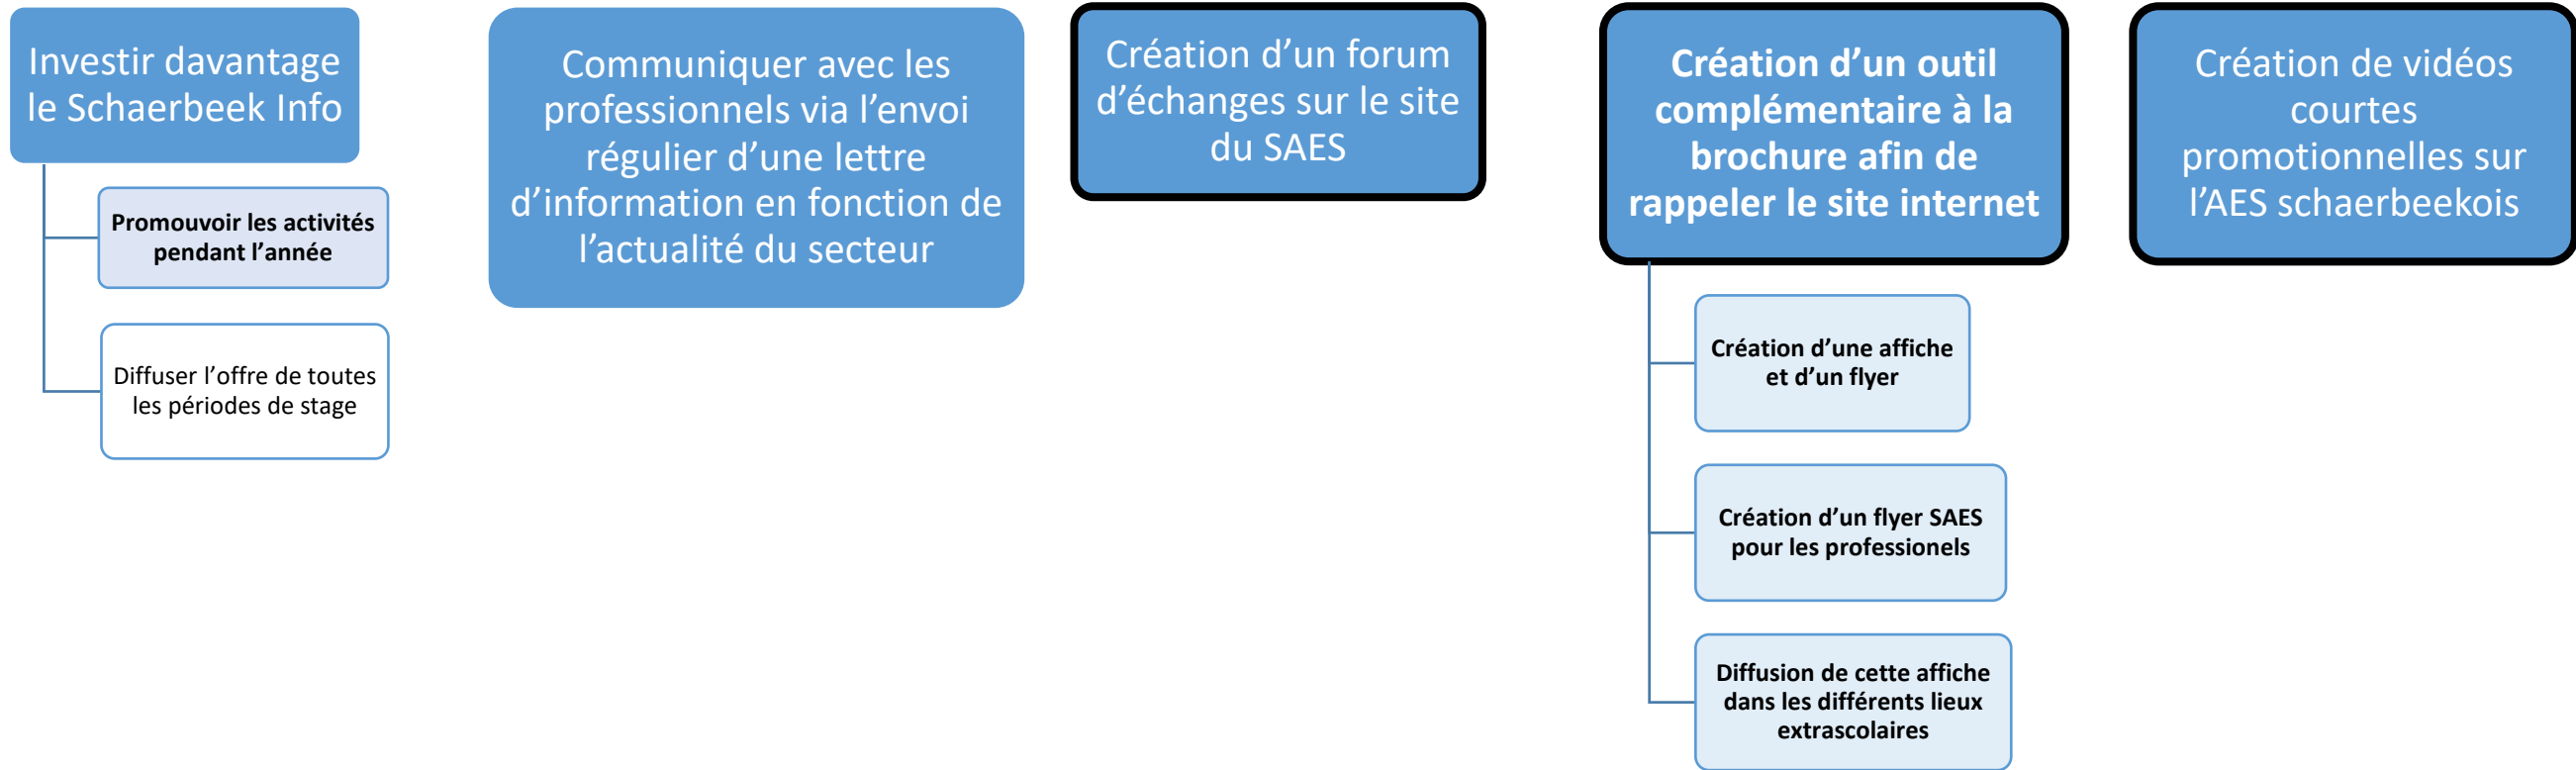 Investir davantage
le Schaerbeek Info
Promouvoir les activités
pendant l’année
Diffuser l’offre de toutes
les périodes de stage
Communiquer avec les
professionnels via l’envoi
régulier d’une lettre
d’information en fonction de
l’actualité du secteur
Création d’un forum
d’échanges sur le site
du SAES
Création d’un outil
complémentaire à la
brochure afin de
rappeler le site internet
Création d’une affiche
et d’un flyer
Création d’un flyer SAES
pour les professionels
Diffusion de cette affiche
dans les différents lieux
extrascolaires
Création de vidéos
courtes
promotionnelles sur
l’AES schaerbeekois